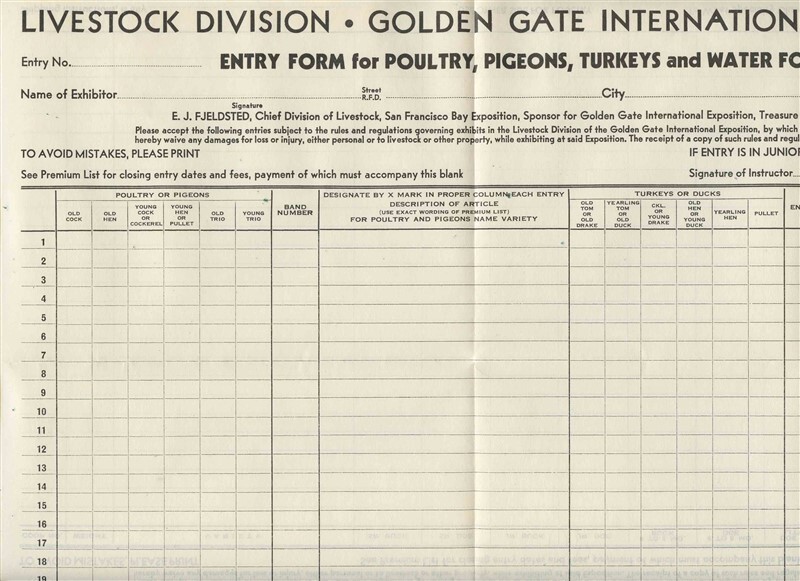 LIVESTOCK DIVISION • GOLDEN GATE INTERNATION
Entry No.
ENTRY FORM for POULTRY, PIGEONS, TURKEYS and WATER FO
Name of Exhibitor
Street
R.F.D.
City
Signature
E. J. FJELDSTED, Chief Division of Livestock, San Francisco Bay Exposition, Sponsor for Golden Gate International Exposition, Treasure
Please accept the following entries subject to the rules and regulations governing exhibits in the Livestock Division of the Golden Gate International Exposition, by which
hereby waive any damages for loss or injury, either personal or to livestock or other property, while exhibiting at said Exposition. The receipt of a copy of such rules and regul
TO AVOID MISTAKES, PLEASE PRINT
IF ENTRY IS IN JUNIOR
See Premium List for closing entry dates and fees, payment of which must accompany this blank
Signature of Instructor
POULTRY OR PIGEONS
OLD COCK
OLD HEN
YOUNG COCK OR COCKEREL
YOUNG HEN OR PULLET
OLD TRIO
YOUNG TRIO
BAND NUMBER
DESIGNATE BY X MARK IN PROPER COLUMN EACH ENTRY
DESCRIPTION OF ARTICLE
(USE EXACT WORDING OF PREMIUM LIST)
FOR POULTRY AND PIGEONS NAME VARIETY
TURKEYS OR DUCKS
OLD TOM OR OLD DRAKE
YEARLING TOM OR OLD DUCK
CKL. OR YOUNG DRAKE
OLD HEN OR YOUNG DUCK
YEARLING HEN
PULLET
EN
1
2
3
4
5
6
7
8
9
10
11
12
13
14
15
16
17
18
19